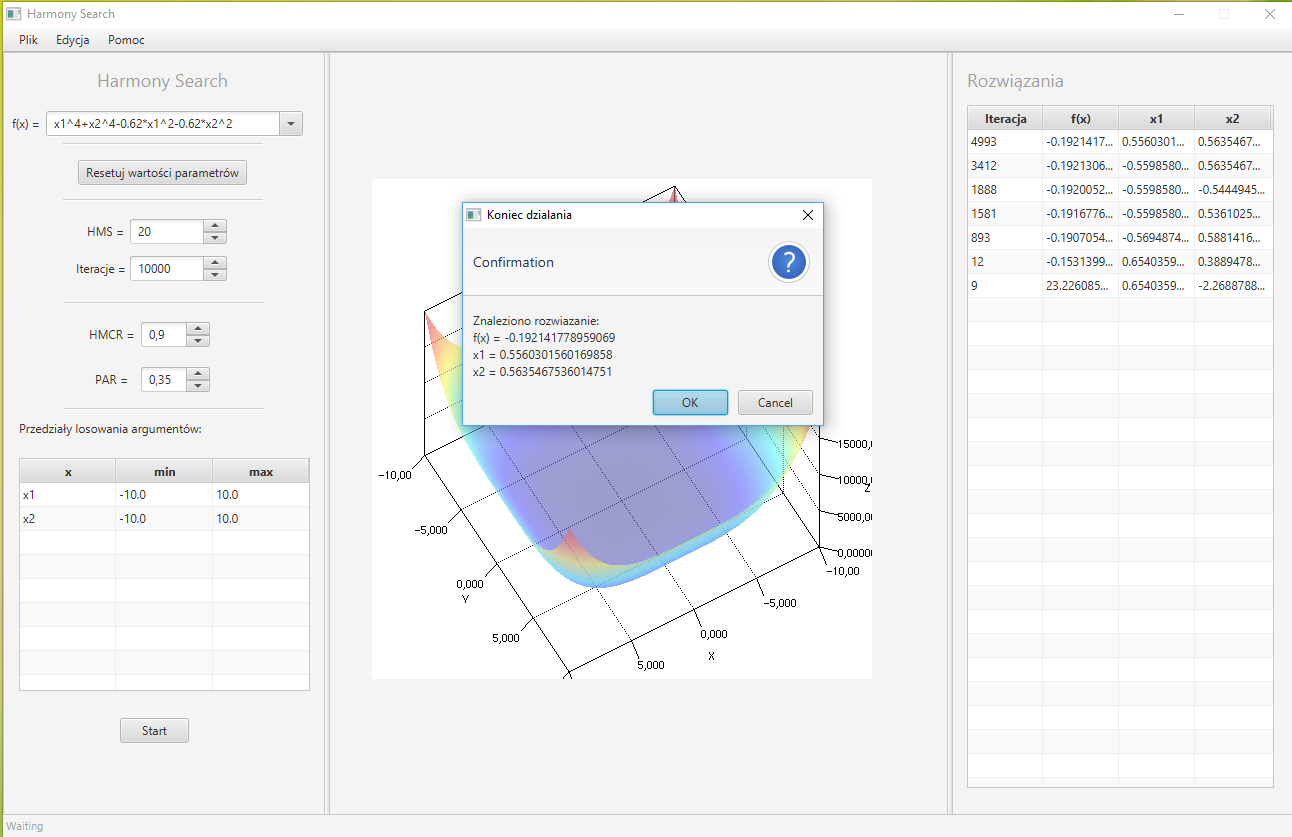 Harmony Search
Plik Edycja Pomoc
Harmony Search
f(x) = x1^4+x2^4-0.62*x1^2-0.62*x2^2
Resetuj wartości parametrów
HMS = 20
Iteracje = 10000
HMCR = 0,9
PAR = 0,35
Przedziały losowania argumentów:
x min max
x1 -10.0 10.0
x2 -10.0 10.0
Start
Waiting
Koniec dzialania
Confirmation
?
Znaleziono rozwiazanie:
f(x) = -0.192141778959069
x1 = 0.5560301560169858
x2 = 0.5635467536014751
OK Cancel
−10,00
−5,000
0,000
Y
5,000
5,000
X
0,000
−5,000
−10,00
0,0000
5000,0
10000,
Z
15000,
Rozwiązania
Iteracja f(x) x1 x2
4993 -0.1921417... 0.5560301... 0.5635467...
3412 -0.1921306... -0.5598580... 0.5635467...
1888 -0.1920052... -0.5598580... -0.5444945...
1581 -0.1916776... -0.5598580... 0.5361025...
893 -0.1907054... -0.5694874... 0.5881416...
12 -0.1531399... 0.6540359... 0.3889478...
9 23.226085... 0.6540359... -2.2688788...